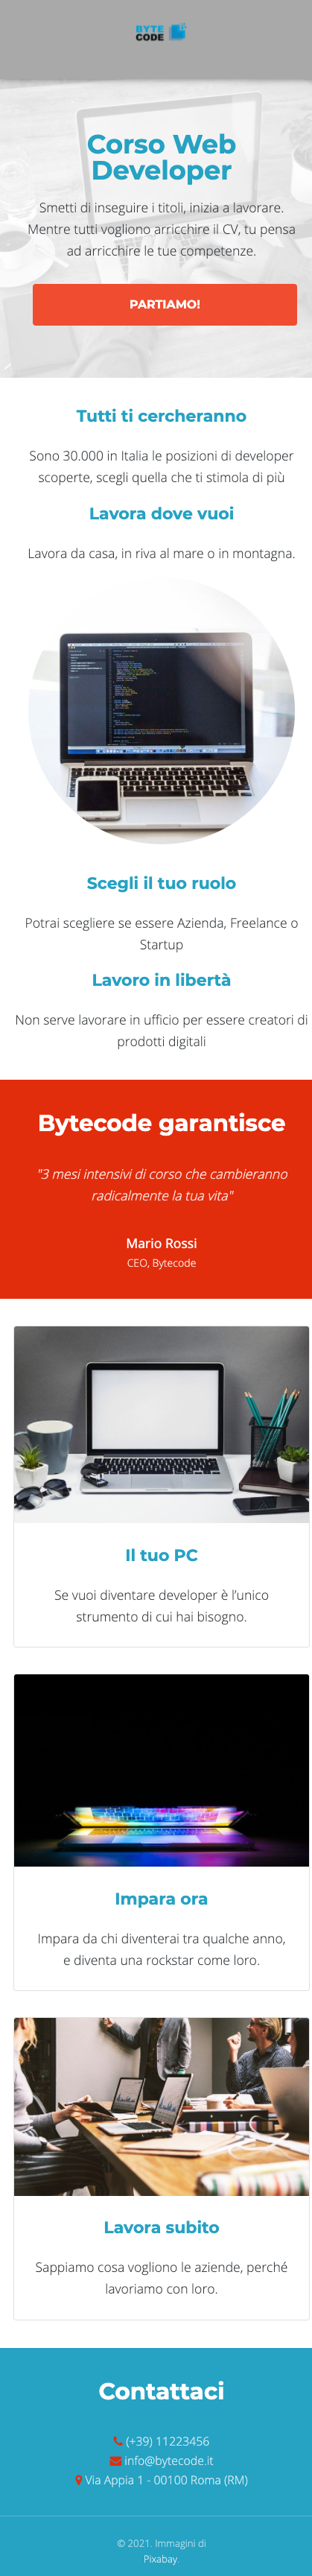 BYTE
CODE
Corso Web
Developer
Smetti di inseguire i titoli, inizia a lavorare.
Mentre tutti vogliono arricchire il CV, tu pensa
ad arricchire le tue competenze.
PARTIAMO!
Tutti ti cercheranno
Sono 30.000 in Italia le posizioni di developer
scoperte, scegli quella che ti stimola di più
Lavora dove vuoi
Lavora da casa, in riva al mare o in montagna.
Scegli il tuo ruolo
Potrai scegliere se essere Azienda, Freelance o
Startup
Lavoro in libertà
Non serve lavorare in ufficio per essere creatori di
prodotti digitali
Bytecode garantisce
"3 mesi intensivi di corso che cambieranno
radicalmente la tua vita"
Mario Rossi
CEO, Bytecode
Il tuo PC
Se vuoi diventare developer è l'unico
strumento di cui hai bisogno.
Impara ora
Impara da chi diventerai tra qualche anno,
e diventa una rockstar come loro.
Lavora subito
Sappiamo cosa vogliono le aziende, perché
lavoriamo con loro.
Contattaci
(+39) 11223456
info@bytecode.it
Via Appia 1 - 00100 Roma (RM)
© 2021. Immagini di
Pixabay.